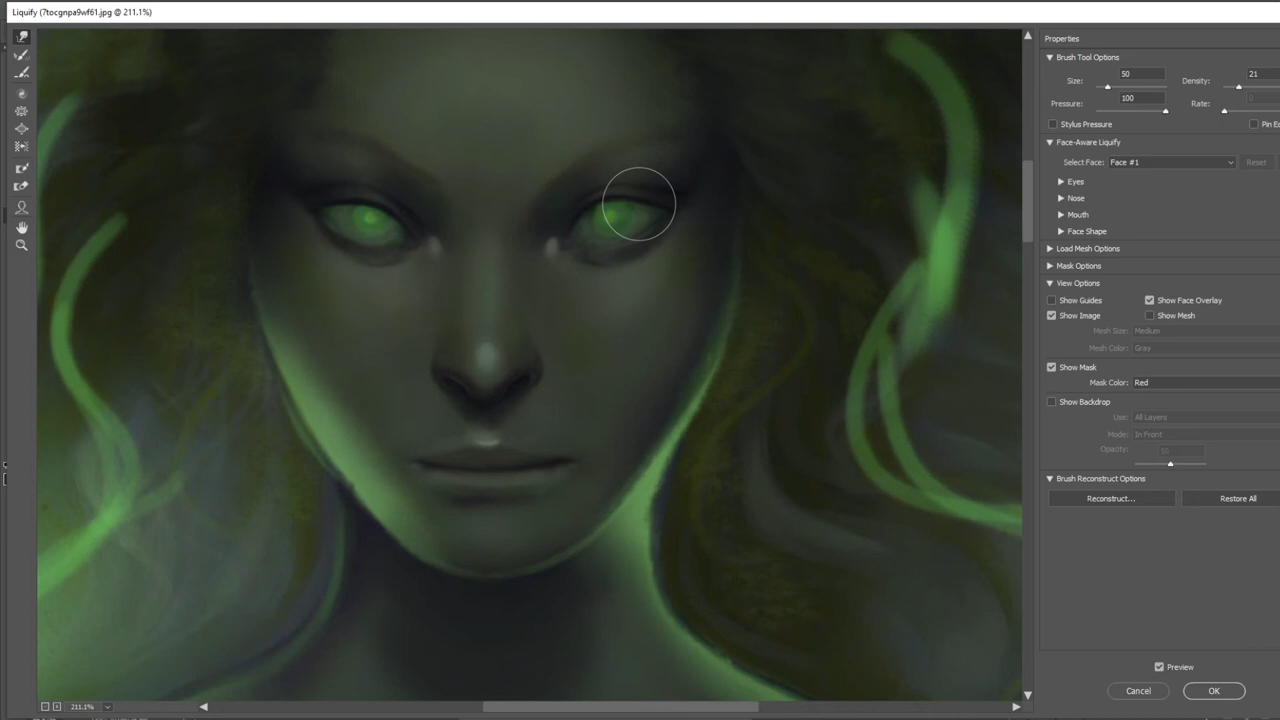 Liquify (7tocgnpa9wf61.jpg @ 211.1%)
Properties
Brush Tool Options
Size: 50 Density: 21
Pressure: 100 Rate: 0
Stylus Pressure Pin Ed
Face-Aware Liquify
Select Face: Face #1 Reset
Eyes
Nose
Mouth
Face Shape
Load Mesh Options
Mask Options
View Options
Show Guides Show Face Overlay
Show Image Show Mesh
Mesh Size: Medium
Mesh Color: Gray
Show Mask
Mask Color: Red
Show Backdrop
Use: All Layers
Mode: In Front
Opacity: 50
Brush Reconstruct Options
Reconstruct... Restore All
Preview
Cancel OK
211.1%